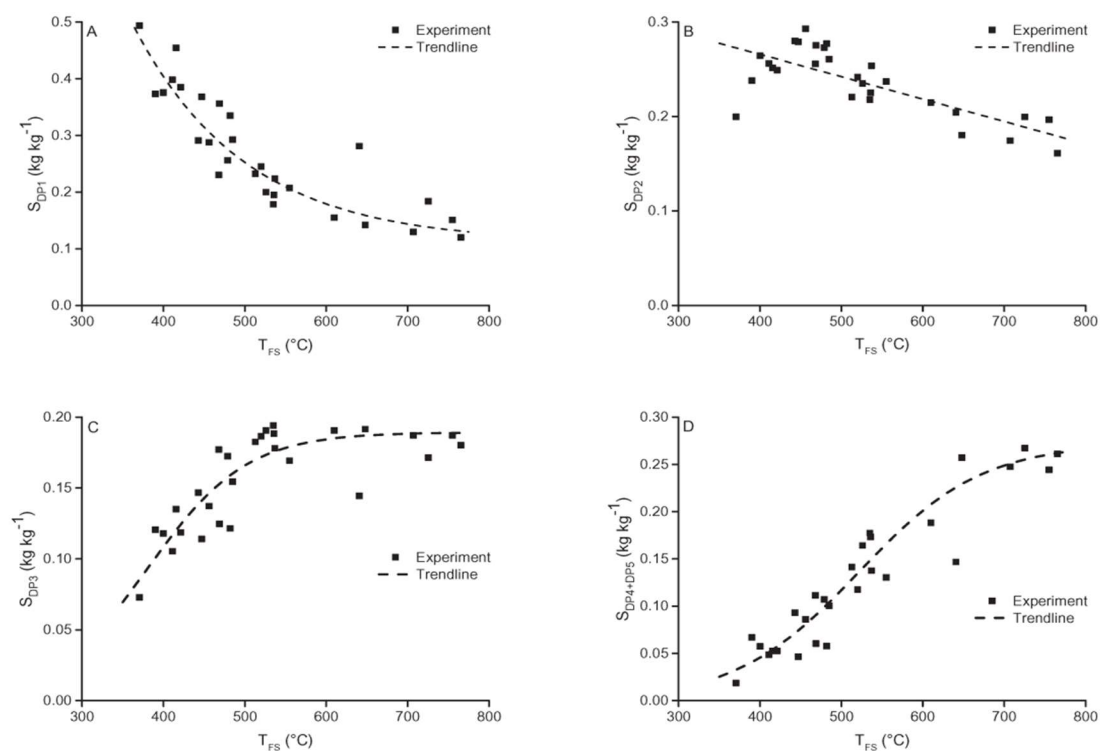 A
0.5
0.4
0.3
0.2
0.1
0.0
S_DP1 (kg kg⁻¹)
Experiment
Trendline
300 400 500 600 700 800
T_FS (°C)
B
0.3
0.2
0.1
0.0
S_DP2 (kg kg⁻¹)
Experiment
Trendline
300 400 500 600 700 800
T_FS (°C)
C
0.20
0.15
0.10
0.05
0.00
S_DP3 (kg kg⁻¹)
Experiment
Trendline
300 400 500 600 700 800
T_FS (°C)
D
0.30
0.25
0.20
0.15
0.10
0.05
0.00
S_DP4+DP5 (kg kg⁻¹)
Experiment
Trendline
300 400 500 600 700 800
T_FS (°C)